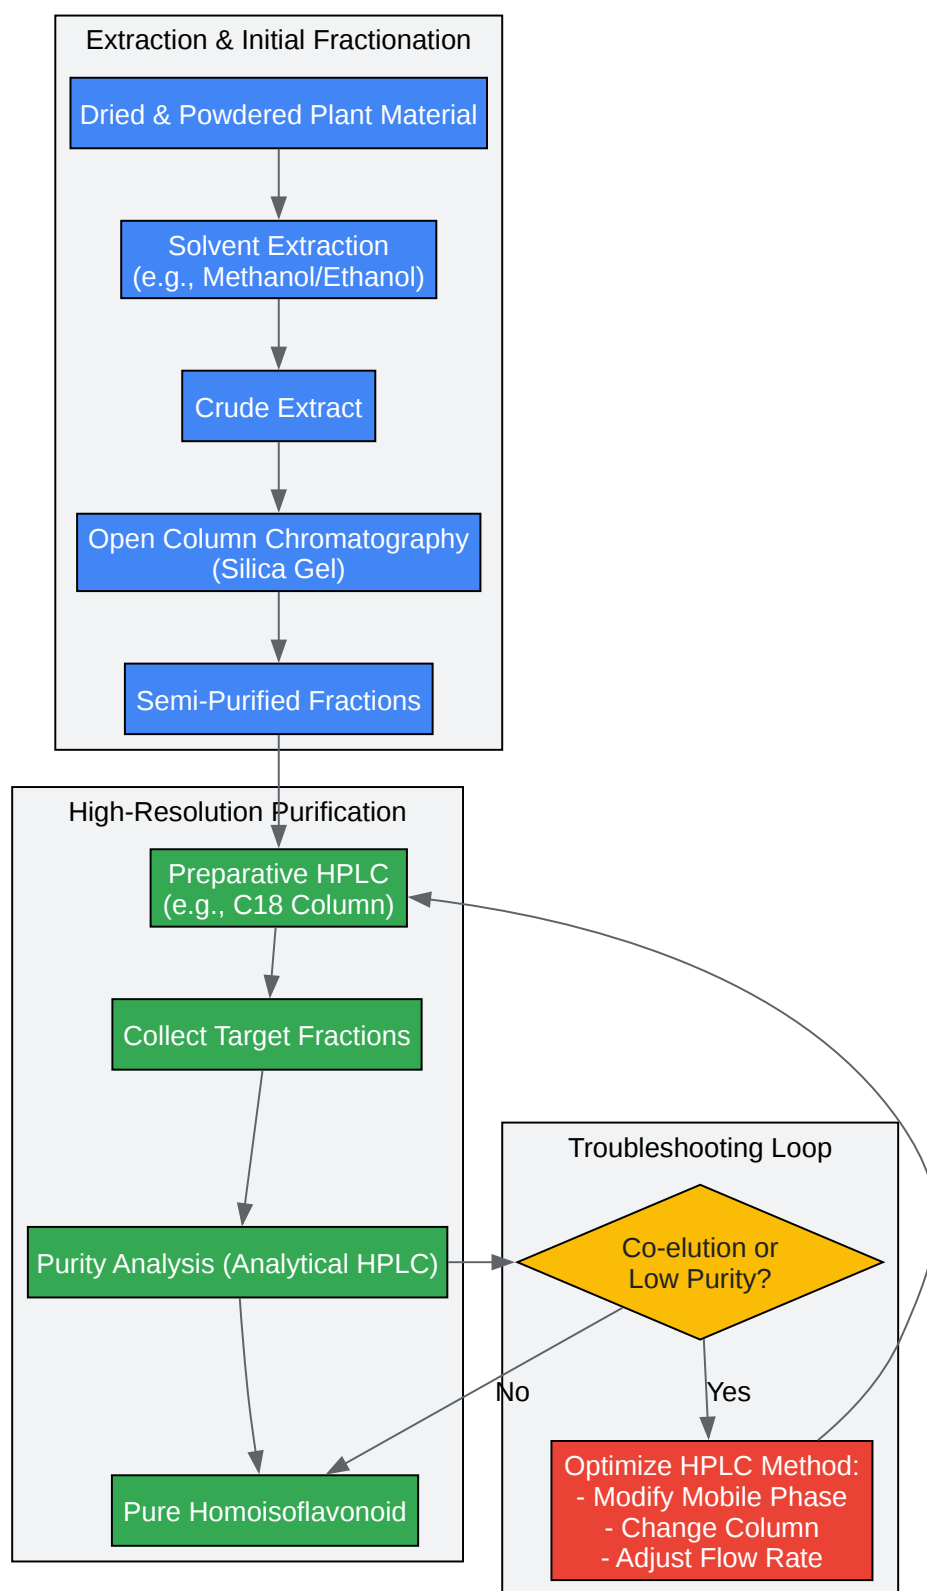 Extraction & Initial Fractionation
Dried & Powdered Plant Material
Solvent Extraction
(e.g., Methanol/Ethanol)
Crude Extract
Open Column Chromatography
(Silica Gel)
Semi-Purified Fractions
High-Resolution Purification
Preparative HPLC
(e.g., C18 Column)
Collect Target Fractions
Purity Analysis (Analytical HPLC)
Pure Homoisoflavonoid
Troubleshooting Loop
Co-elution or
Low Purity?
No
Yes
Optimize HPLC Method:
- Modify Mobile Phase
- Change Column
- Adjust Flow Rate